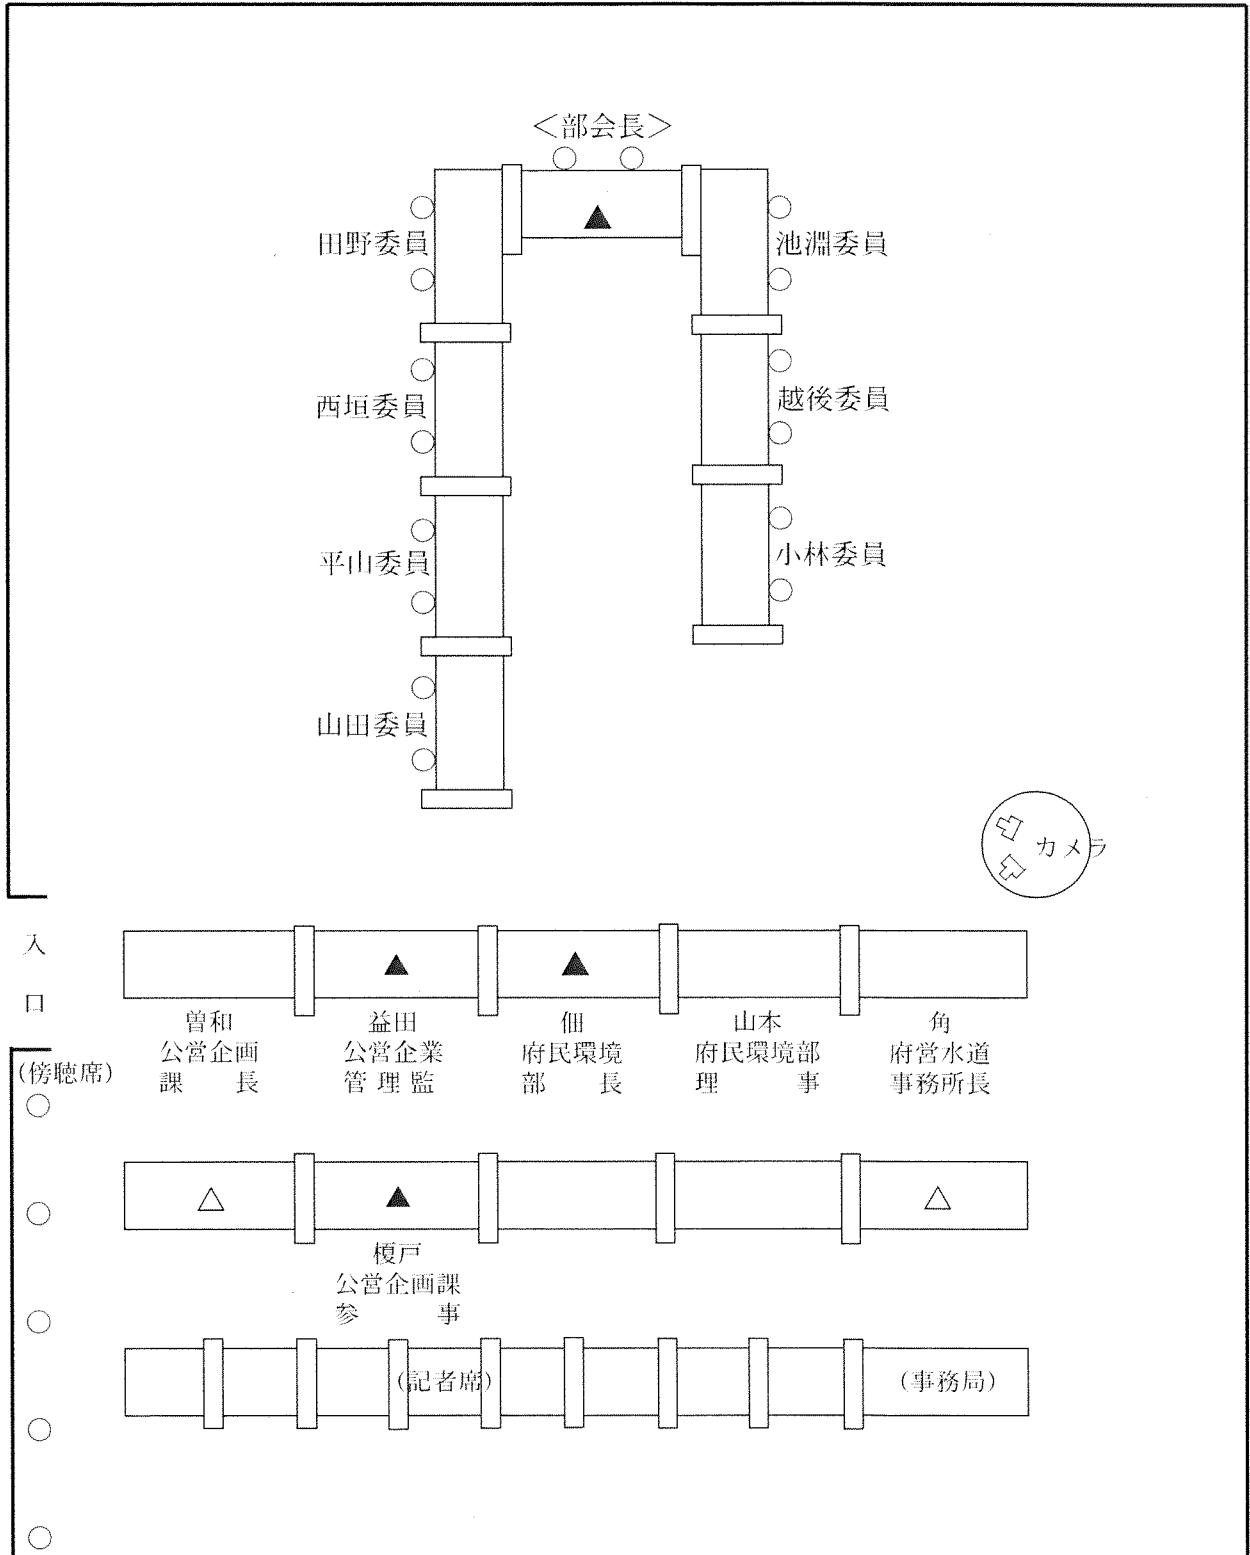 ＜部会長＞
田野委員
池淵委員
西垣委員
越後委員
平山委員
小林委員
山田委員
カメラ
入
口
曽和
公営企画
課　　長
益田
公営企業
管 理 監
佃
府民環境
部　　長
山本
府民環境部
理　　　事
角
府営水道
事務所長
(傍聴席)
榎戸
公営企画課
参　　　事
(記者席)
(事務局)